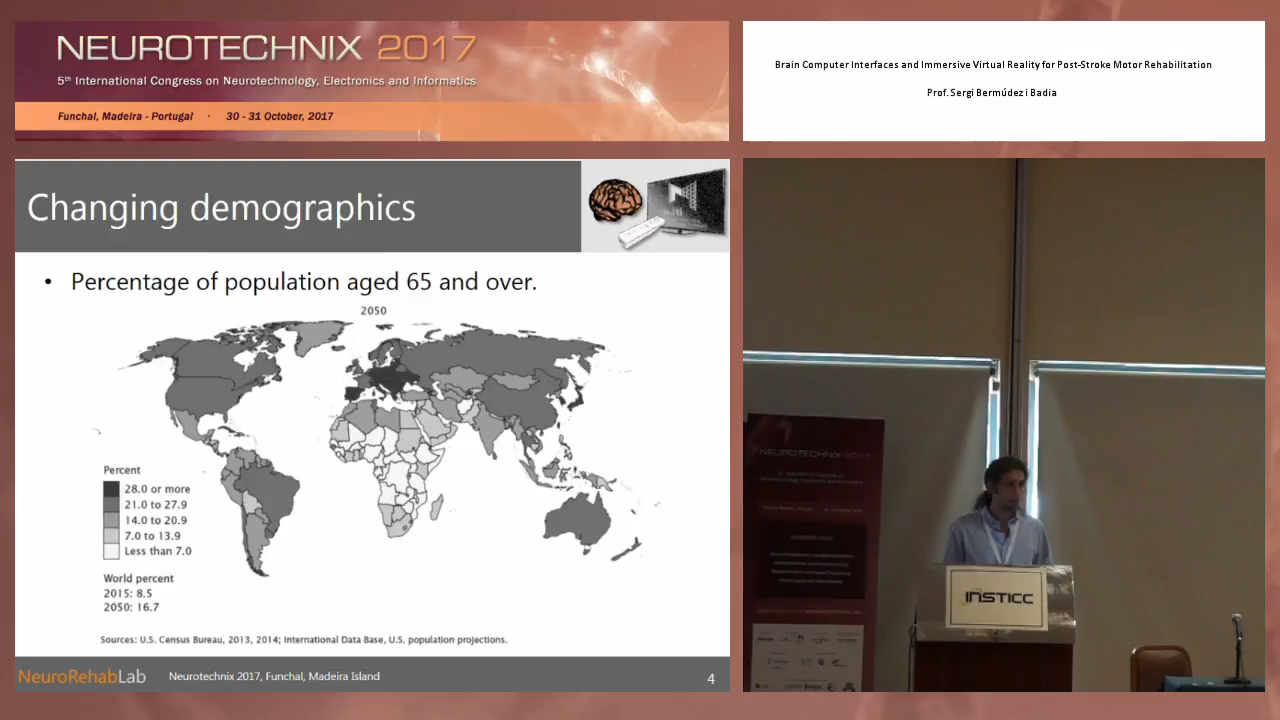 NEUROTECHNIX 2017
5th International Congress on Neurotechnology, Electronics and Informatics
Funchal, Madeira - Portugal · 30 - 31 October, 2017
Brain Computer Interfaces and Immersive Virtual Reality for Post-Stroke Motor Rehabilitation
Prof. Sergi Bermúdez i Badia
Changing demographics
• Percentage of population aged 65 and over.
2050
Percent
28.0 or more
21.0 to 27.9
14.0 to 20.9
7.0 to 13.9
Less than 7.0
World percent
2015: 8.5
2050: 16.7
Sources: U.S. Census Bureau, 2013, 2014; International Data Base, U.S. population projections.
NeuroRehabLab
Neurotechnix 2017, Funchal, Madeira Island
4
NEUROTECHNIX 2017
INSTICC